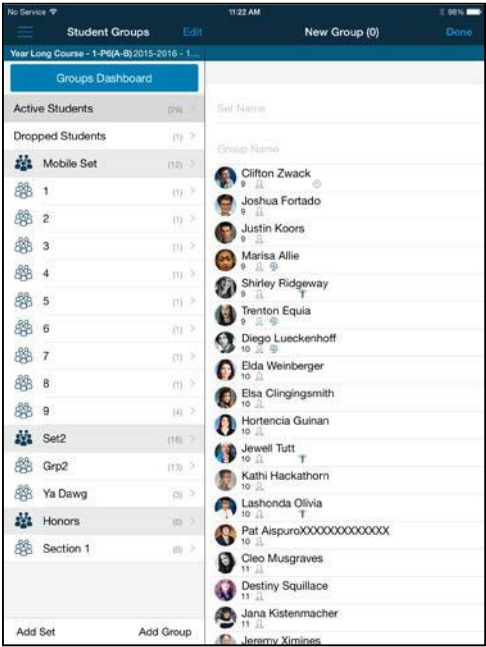 No Service
11:22 AM
98%
Student Groups
Edit
New Group (0)
Done
Year Long Course - 1-P6(A-B) 2015-2016 - 1...
Groups Dashboard
Active Students (29)
Dropped Students (1)
Mobile Set (12)
1 (1)
2 (1)
3 (1)
4 (1)
5 (1)
6 (1)
7 (1)
8 (1)
9 (4)
Set2 (16)
Grp2 (13)
Ya Dawg (3)
Honors (0)
Section 1 (0)
Add Set
Add Group
Set Name
Group Name
Clifton Zwack
9
Joshua Fortado
9
Justin Koors
9
Marisa Allie
9
Shirley Ridgeway
9
Trenton Equia
9
Diego Lueckenhoff
10
Elda Weinberger
10
Elsa Clingingsmith
10
Hortencia Guinan
10
Jewell Tutt
10
Kathi Hackathorn
10
Lashonda Olivia
10
Pat AispuroXXXXXXXXXXXXX
10
Cleo Musgraves
11
Destiny Squillace
11
Jana Kistenmacher
11
Jeremy Ximines